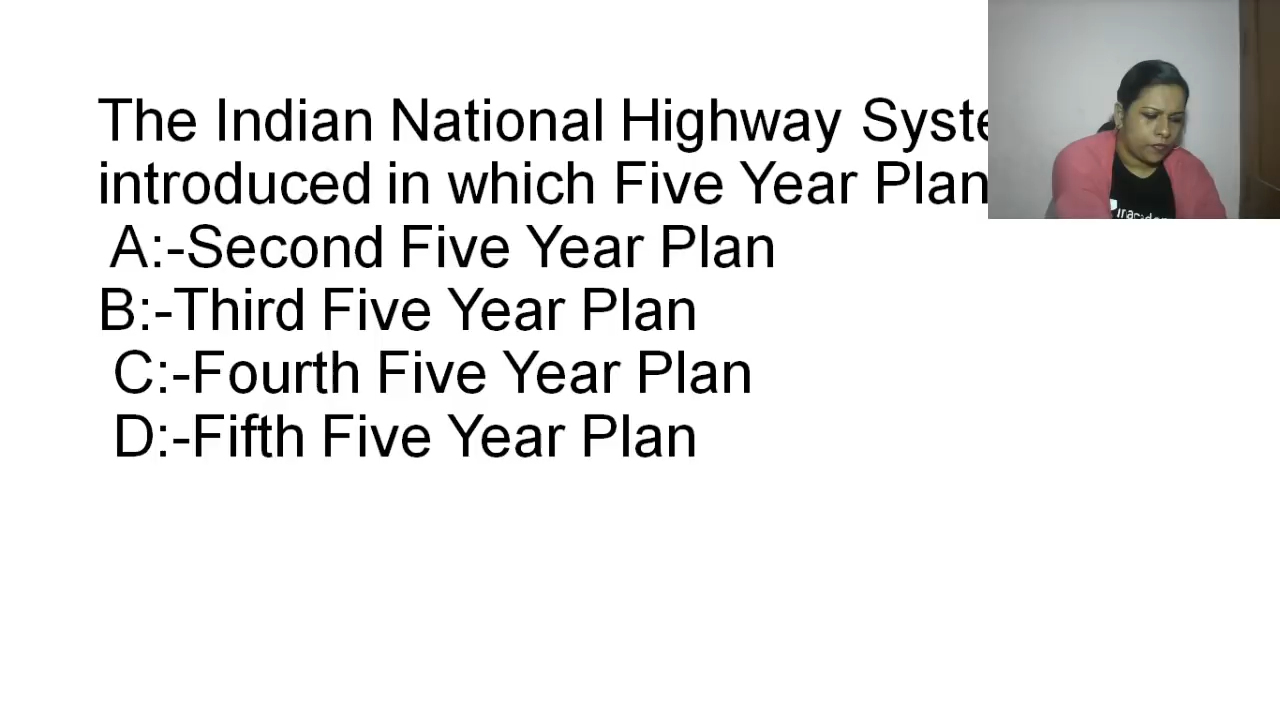 The Indian National Highway
introduced in which Five Year Plan
A:-Second Five Year Plan
B:-Third Five Year Plan
C:-Fourth Five Year Plan
D:-Fifth Five Year Plan